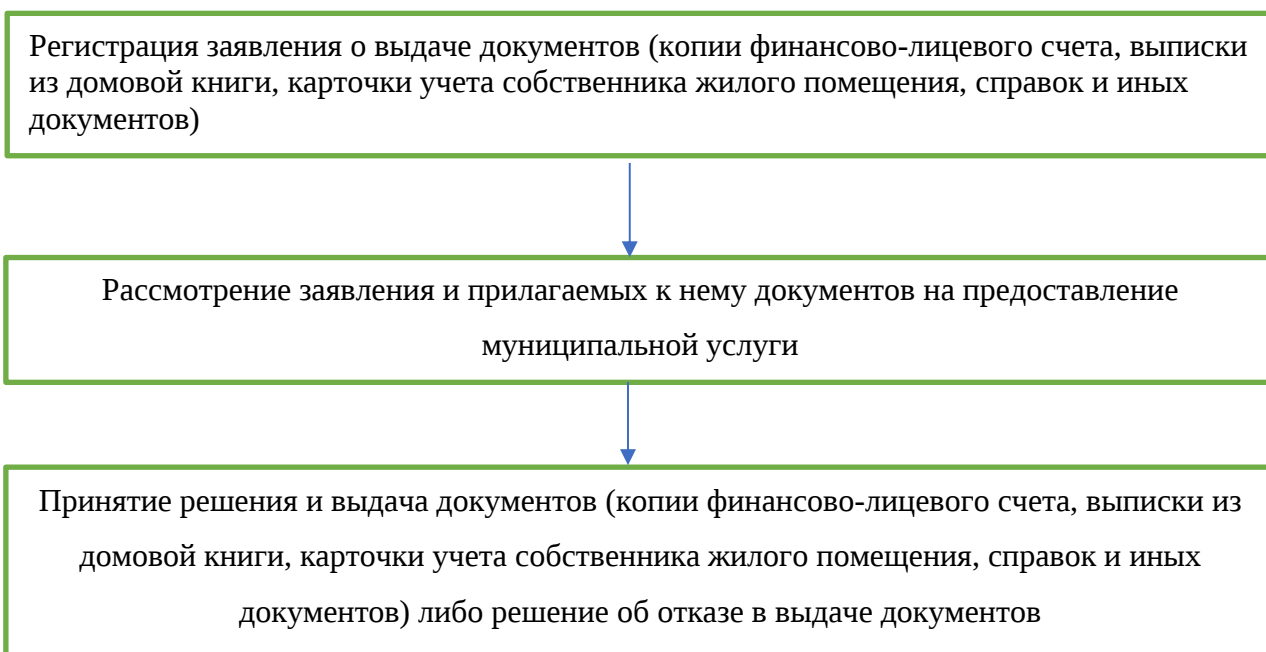 Регистрация заявления о выдаче документов (копии финансово-лицевого счета, выписки
из домовой книги, карточки учета собственника жилого помещения, справок и иных
документов)
Рассмотрение заявления и прилагаемых к нему документов на предоставление
муниципальной услуги
Принятие решения и выдача документов (копии финансово-лицевого счета, выписки из
домовой книги, карточки учета собственника жилого помещения, справок и иных
документов) либо решение об отказе в выдаче документов